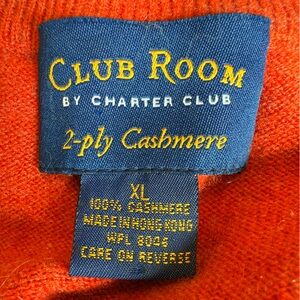 CLUB ROOM
BY CHARTER CLUB
2-ply Cashmere
XL
100% CASHMERE
MADE IN HONG KONG
WPL 8046
CARE ON REVERSE